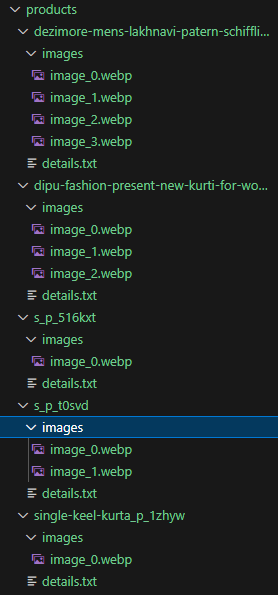 products
dezimore-mens-lakhnavi-patern-schiffli...
images
image_0.webp
image_1.webp
image_2.webp
image_3.webp
details.txt
dipu-fashion-present-new-kurti-for-wo...
images
image_0.webp
image_1.webp
image_2.webp
details.txt
s_p_516kxt
images
image_0.webp
details.txt
s_p_t0svd
images
image_0.webp
image_1.webp
details.txt
single-keel-kurta_p_1zhyw
images
image_0.webp
details.txt